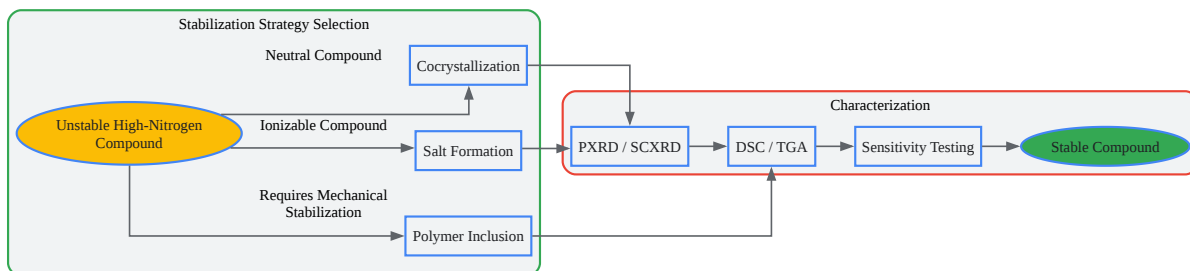 Stabilization Strategy Selection
Neutral Compound
Cocrystallization
Characterization
Unstable High-Nitrogen
Compound
Ionizable Compound
Salt Formation
PXRD / SCXRD
DSC / TGA
Sensitivity Testing
Stable Compound
Requires Mechanical
Stabilization
Polymer Inclusion